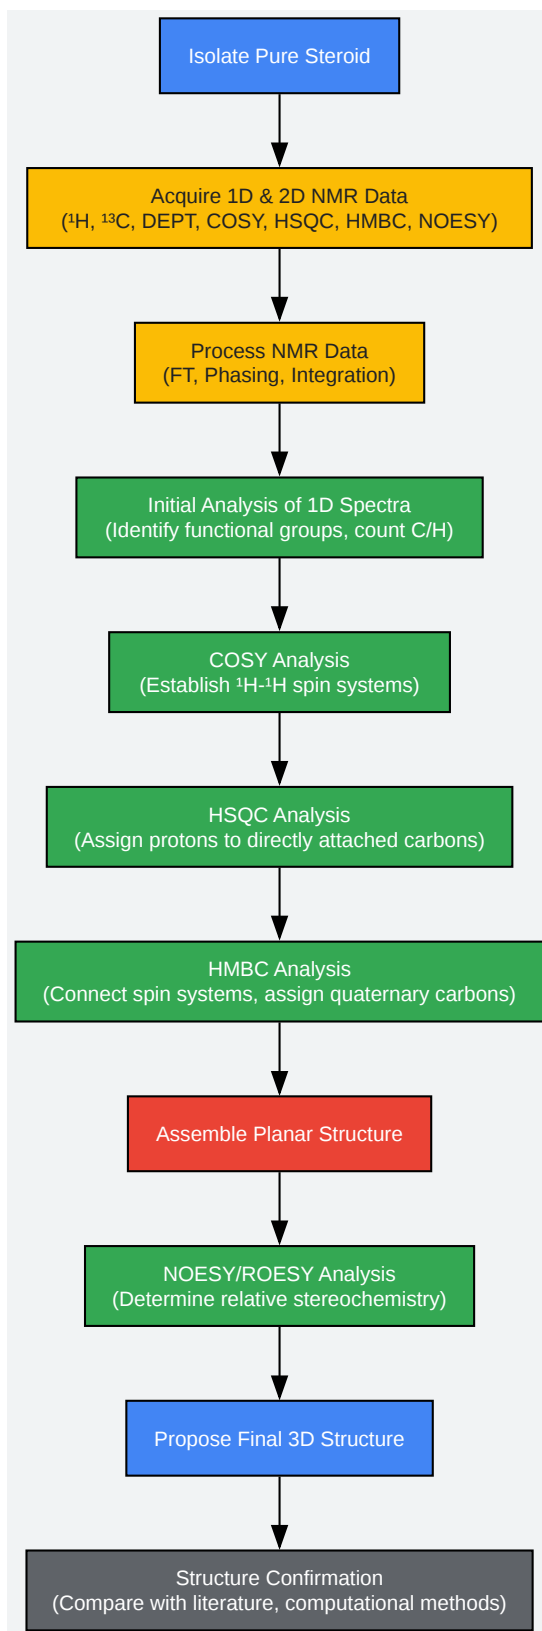 Isolate Pure Steroid
Acquire 1D & 2D NMR Data
(¹H, ¹³C, DEPT, COSY, HSQC, HMBC, NOESY)
Process NMR Data
(FT, Phasing, Integration)
Initial Analysis of 1D Spectra
(Identify functional groups, count C/H)
COSY Analysis
(Establish ¹H-¹H spin systems)
HSQC Analysis
(Assign protons to directly attached carbons)
HMBC Analysis
(Connect spin systems, assign quaternary carbons)
Assemble Planar Structure
NOESY/ROESY Analysis
(Determine relative stereochemistry)
Propose Final 3D Structure
Structure Confirmation
(Compare with literature, computational methods)